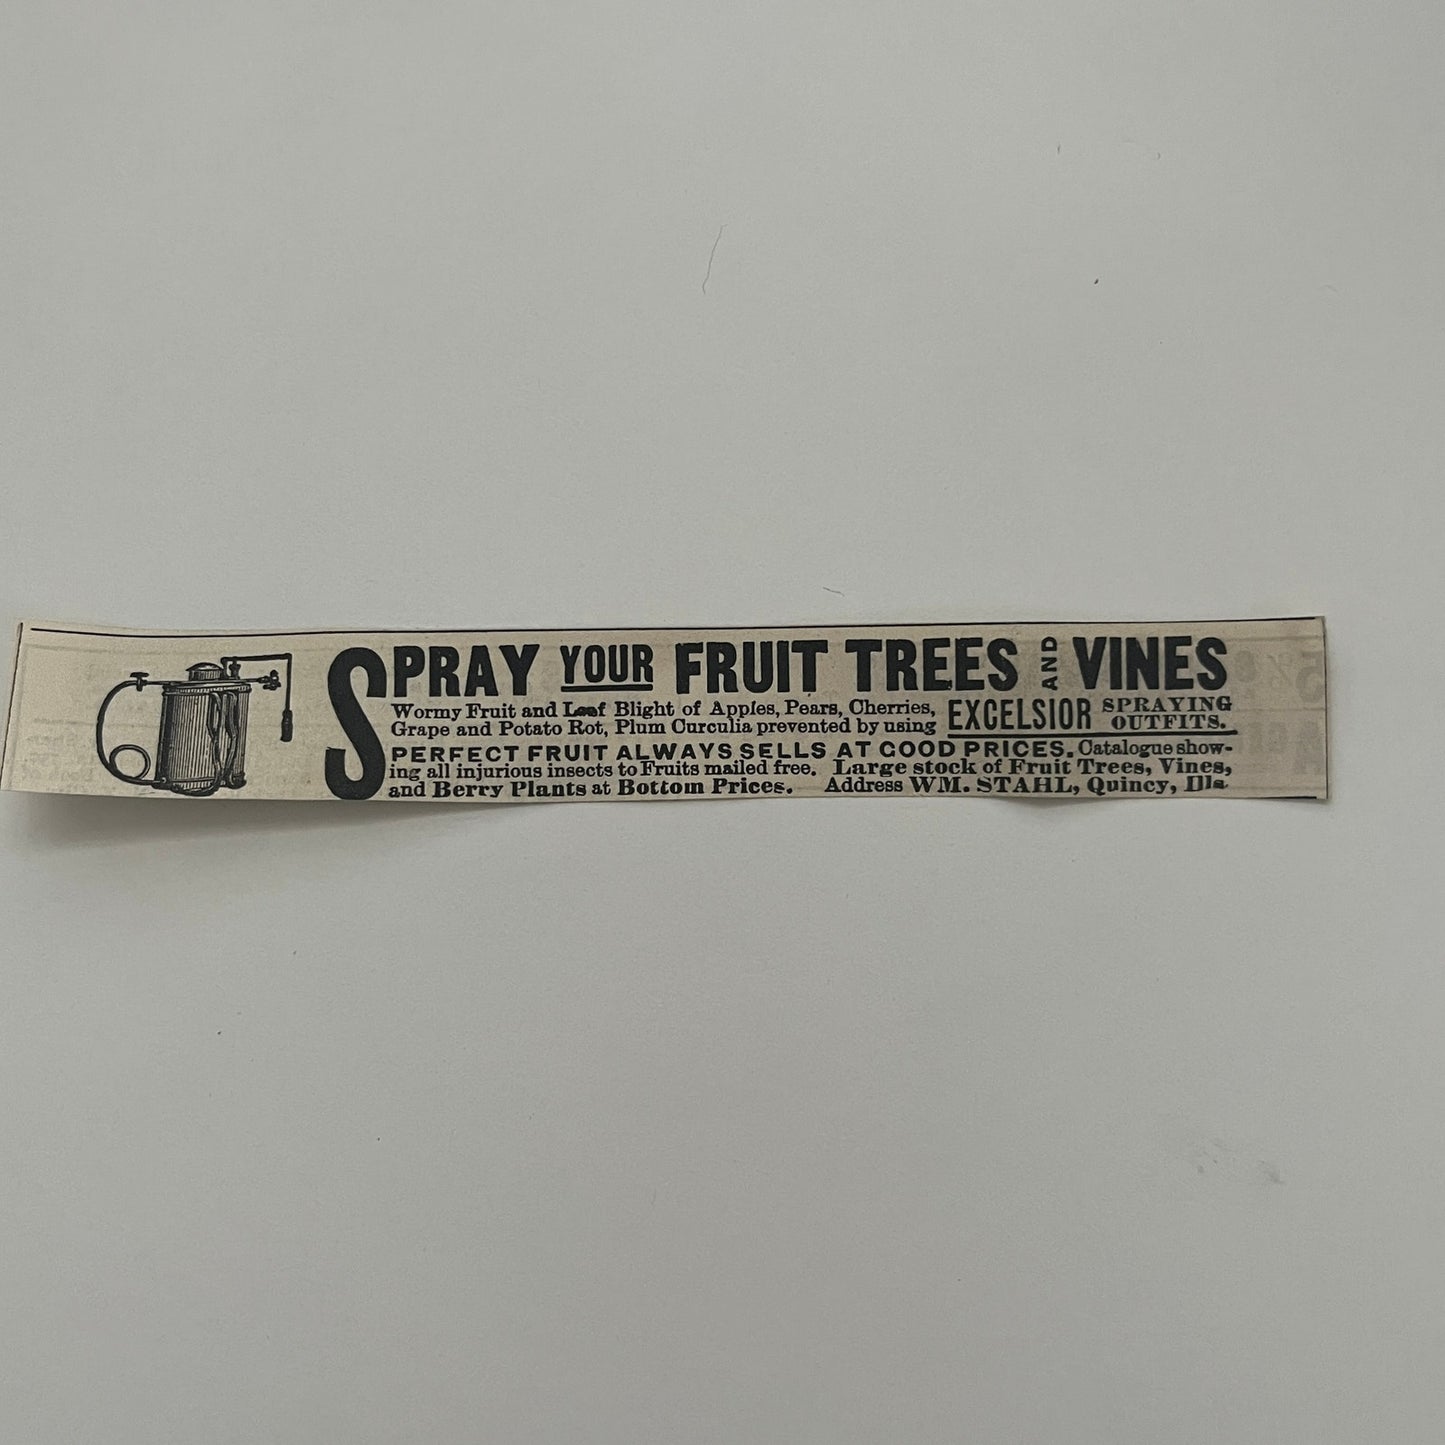 SPRAY YOUR FRUIT TREES AND VINES
Wormy Fruit and Leaf Blight of Apples, Pears, Cherries,
Grape and Potato Rot, Plum Curculia prevented by using EXCELSIOR SPRAYING OUTFITS.
PERFECT FRUIT ALWAYS SELLS AT GOOD PRICES. Catalogue show-
ing all injurious insects to Fruits mailed free. Large stock of Fruit Trees, Vines,
and Berry Plants at Bottom Prices. Address WM. STAHL, Quincy, Ills